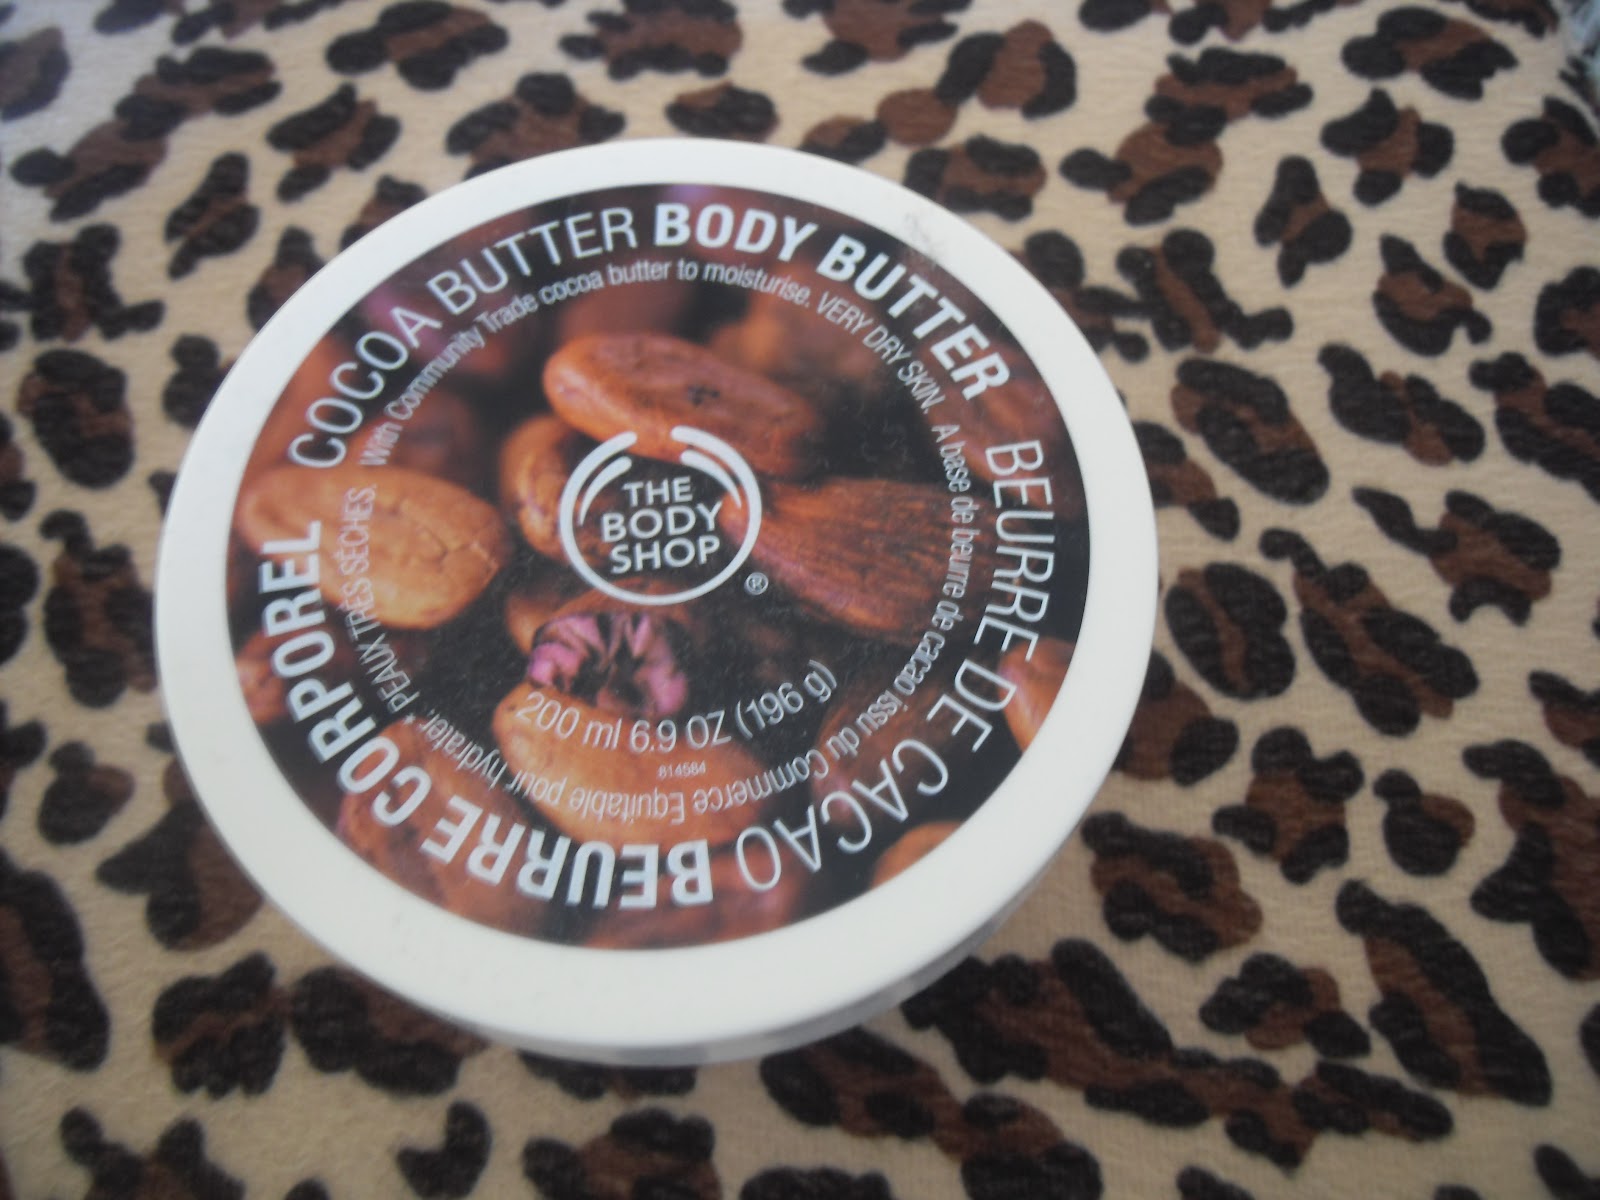 COCOA BUTTER BODY BUTTER
With Community Trade cocoa butter to moisturise. VERY DRY SKIN.
BEURRE DE CACAO BEURRE CORPOREL
A base de beurre de cacao issu du Commerce Equitable pour hydrater.* PEAUX TRÈS SÈCHES.
THE
BODY
SHOP
®
200 ml 6.9 OZ (196 g)
814584